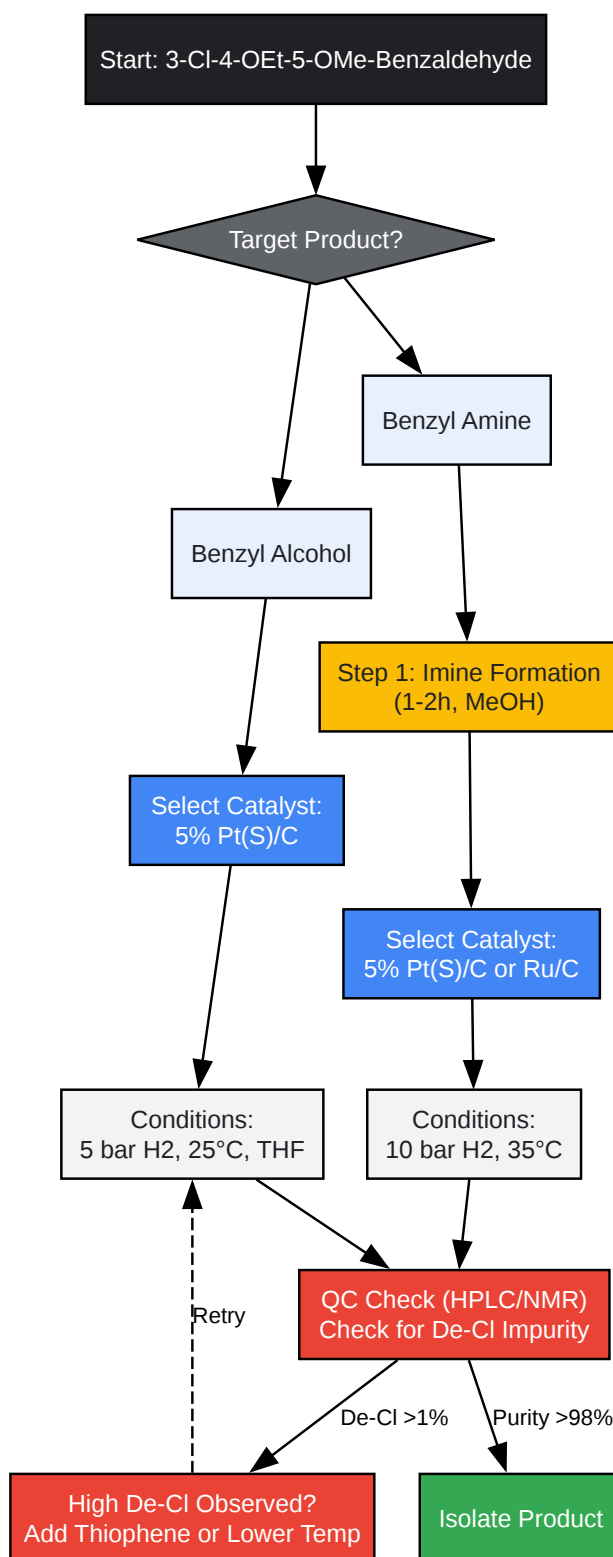 Start: 3-Cl-4-OEt-5-OMe-Benzaldehyde
Target Product?
Benzyl Amine
Benzyl Alcohol
Step 1: Imine Formation
(1-2h, MeOH)
Select Catalyst:
5% Pt(S)/C
Select Catalyst:
5% Pt(S)/C or Ru/C
Conditions:
5 bar H2, 25°C, THF
Conditions:
10 bar H2, 35°C
QC Check (HPLC/NMR)
Check for De-Cl Impurity
Retry
De-Cl >1%
Purity >98%
High De-Cl Observed?
Add Thiophene or Lower Temp
Isolate Product